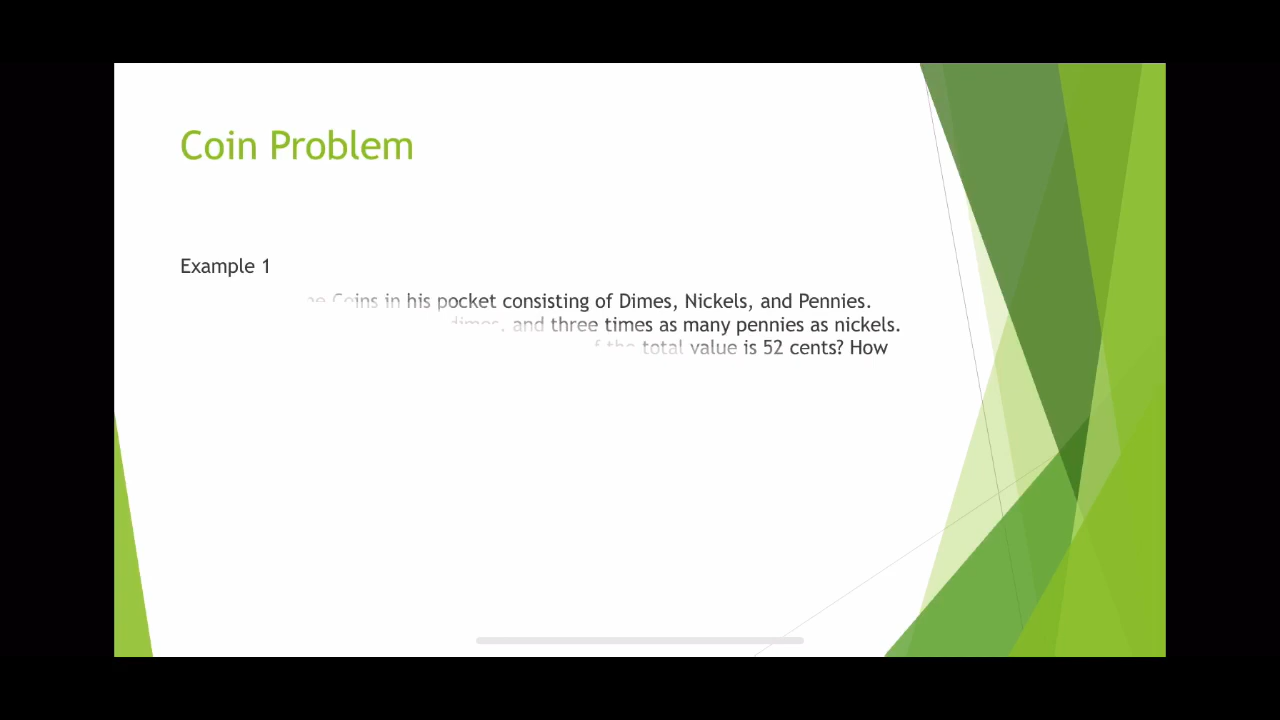 Coin Problem
Example 1
Coins in his pocket consisting of Dimes, Nickels, and Pennies.
dimes, and three times as many pennies as nickels.
f the total value is 52 cents? How